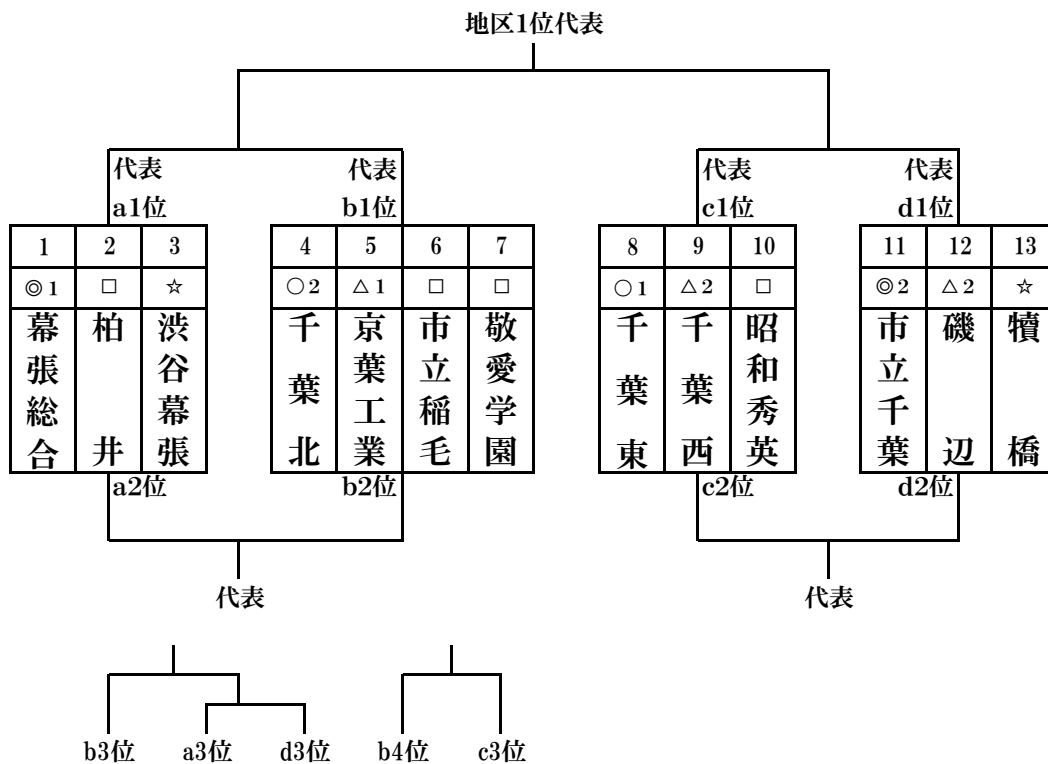 地区1位代表
代表 代表 代表 代表
a1位 b1位 c1位 d1位
1 2 3 4 5 6 7 8 9 10 11 12 13
◎1 □ ☆ ○2 △1 □ □ ○1 △2 □ ◎2 △2 ☆
幕張総合
柏井
渋谷幕張
千葉北
京葉工業
市立稲毛
敬愛学園
千葉東
千葉西
昭和秀英
市立千葉
磯辺
犢橋
a2位 b2位 c2位 d2位
代表 代表
b3位 a3位 d3位 b4位 c3位